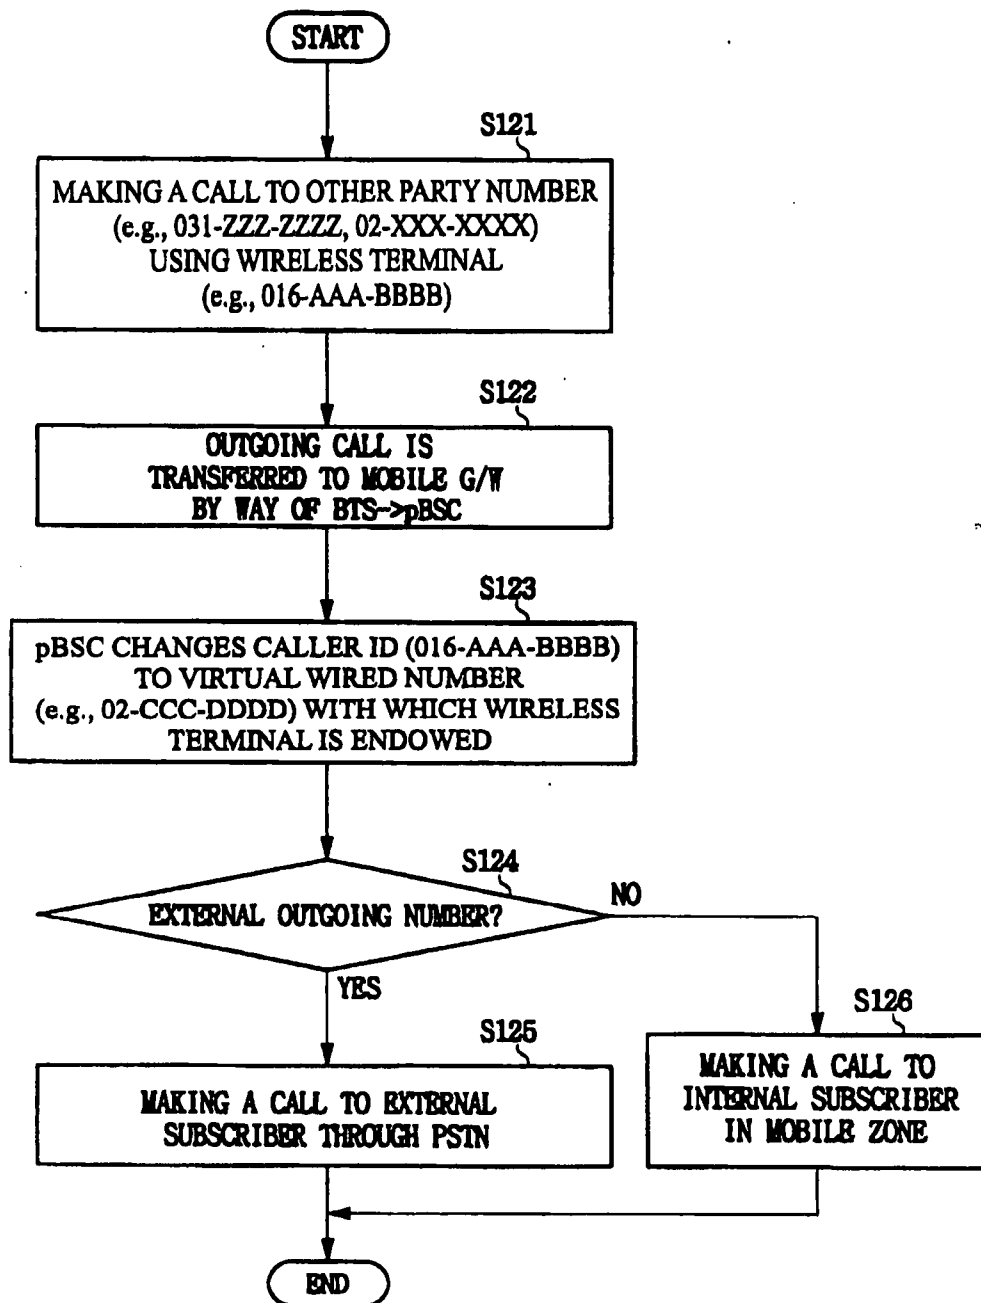 START
S121
MAKING A CALL TO OTHER PARTY NUMBER
(e.g., 031-ZZZ-ZZZZ, 02-XXX-XXXX)
USING WIRELESS TERMINAL
(e.g., 016-AAA-BBBB)
S122
OUTGOING CALL IS
TRANSFERRED TO MOBILE G/W
BY WAY OF BTS->pBSC
S123
pBSC CHANGES CALLER ID (016-AAA-BBBB)
TO VIRTUAL WIRED NUMBER
(e.g., 02-CCC-DDDD) WITH WHICH WIRELESS
TERMINAL IS ENDOWED
S124
EXTERNAL OUTGOING NUMBER?
NO
YES
S125
MAKING A CALL TO EXTERNAL
SUBSCRIBER THROUGH PSTN
S126
MAKING A CALL TO
INTERNAL SUBSCRIBER
IN MOBILE ZONE
END